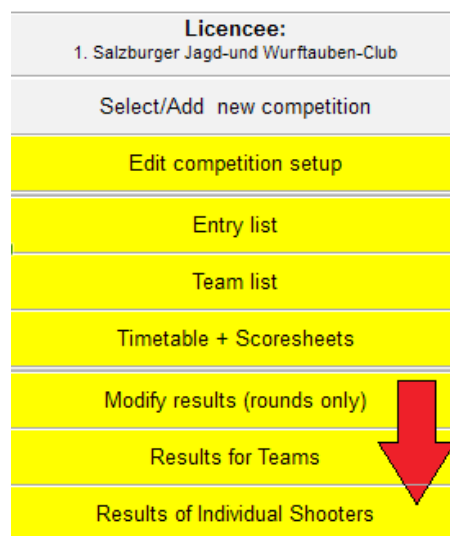 Licencee:
1. Salzburger Jagd-und Wurftauben-Club
Select/Add new competition
Edit competition setup
Entry list
Team list
Timetable + Scoresheets
Modify results (rounds only)
Results for Teams
Results of Individual Shooters